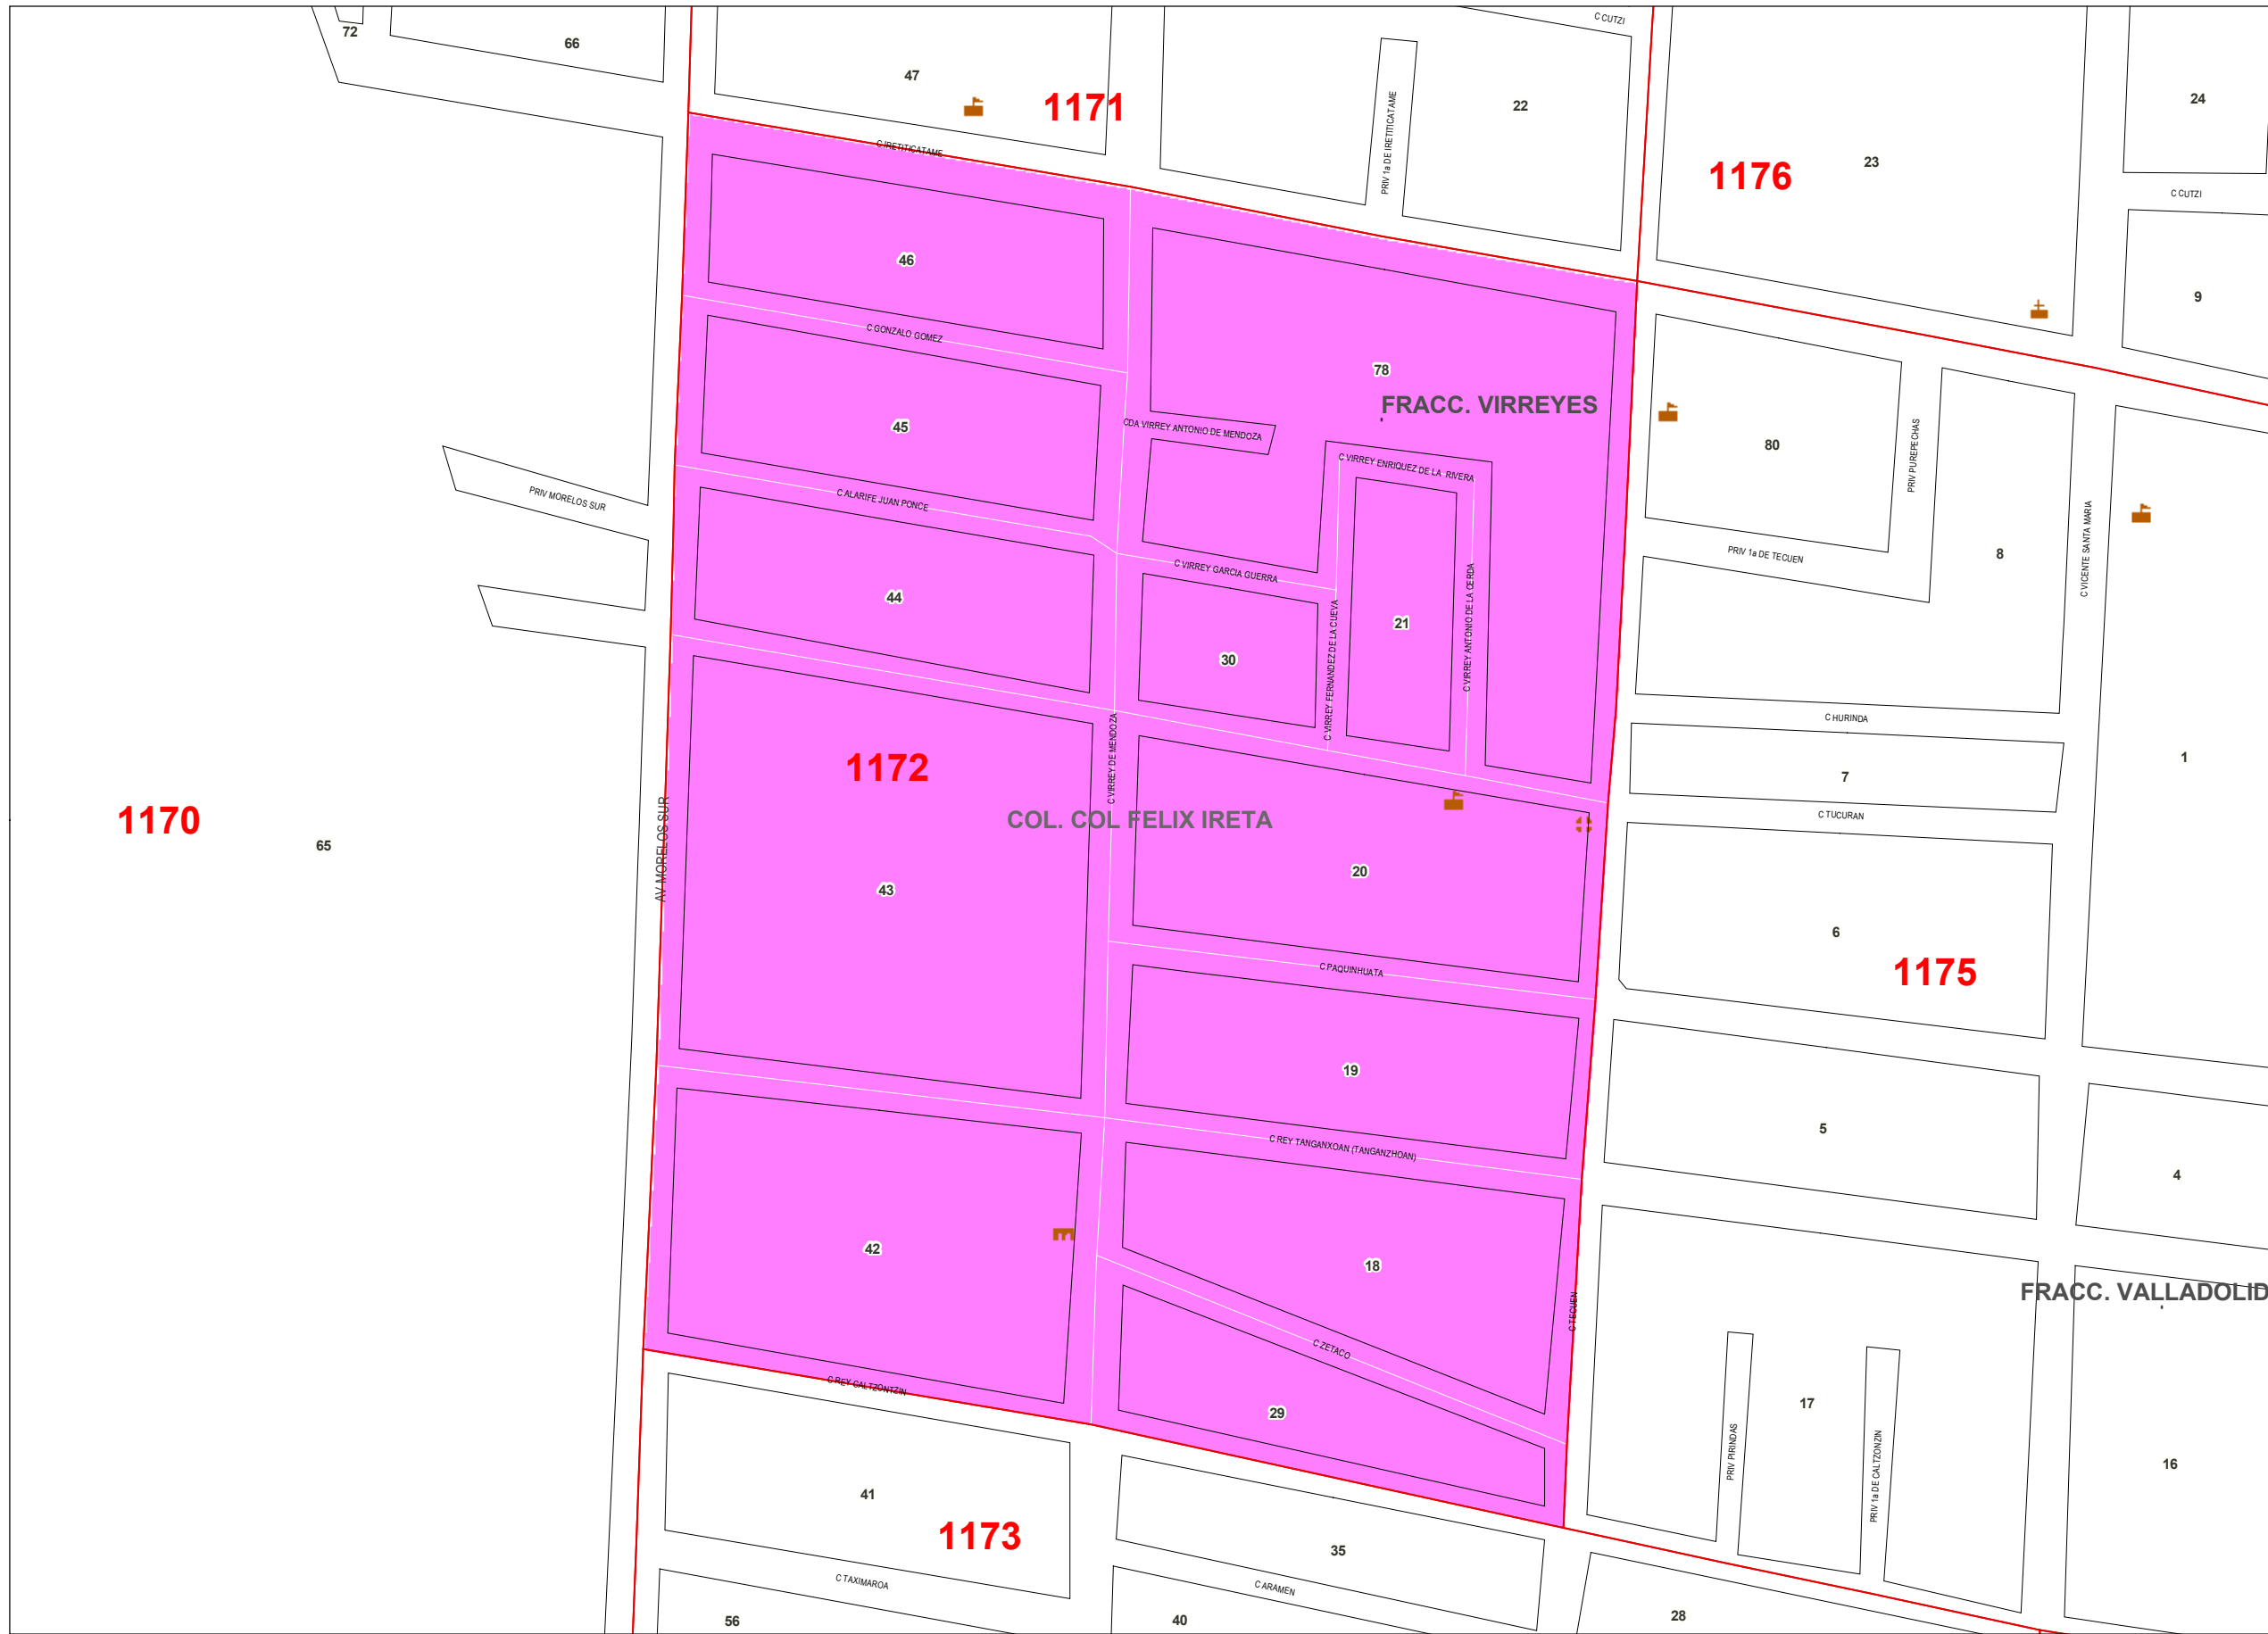 C CUTZI
72
66
47
1171
22
24
PRIV 1a DE IRETITICATAME
C IRETITICATAME
23
1176
C CUTZI
46
9
C GONZALO GOMEZ
78
FRACC. VIRREYES
45
CDA VIRREY ANTONIO DE MENDOZA
80
PRIV PUREPECHAS
C VIRREY ENRIQUEZ DE LA RIVERA
PRIV MORELOS SUR
C ALARIFE JUAN PONCE
PRIV 1a DE TECUEN
8
C VICENTE SANTA MARIA
C VIRREY GARCIA GUERRA
44
21
C VIRREY FERNANDEZ DE LA CUEVA
C VIRREY ANTONIO DE LA CERDA
30
C HURINDA
C VIRREY DE MENDOZA
1172
7
1
1170
COL. COL FELIX IRETA
C TUCURAN
65
AV MORELOS SUR
43
20
6
C PAQUINHUATA
1175
19
5
C REY TANGANXOAN (TANGANZHOAN)
4
42
18
C TECUEN
FRACC. VALLADOLID
C ZETACO
C REY CALTZONTZIN
29
17
PRIV PIRINDAS
PRIV 1a DE CALTZONZIN
16
41
1173
35
C TAXIMAROA
C ARAMEN
56
40
28